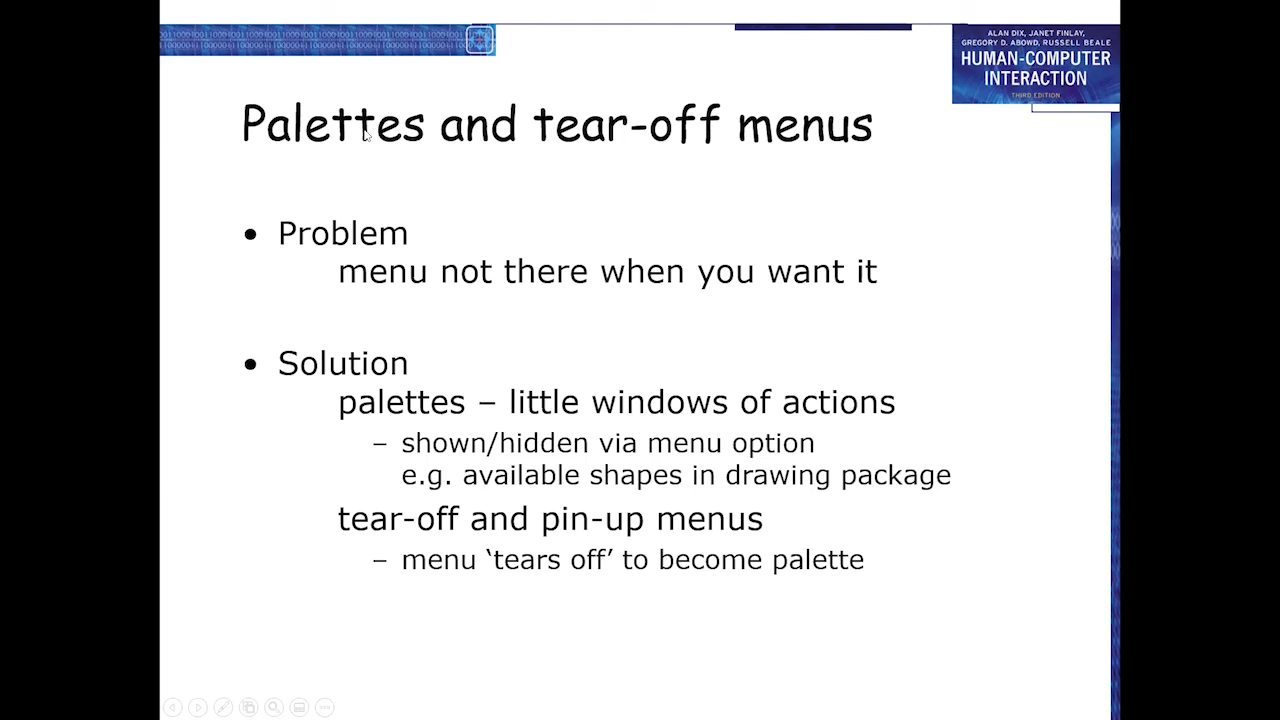 ALAN DIX, JANET FINLAY,
GREGORY D. ABOWD, RUSSELL BEALE
HUMAN-COMPUTER
INTERACTION
THIRD EDITION
Palettes and tear-off menus
• Problem
menu not there when you want it
• Solution
palettes – little windows of actions
– shown/hidden via menu option
e.g. available shapes in drawing package
tear-off and pin-up menus
– menu ‘tears off’ to become palette